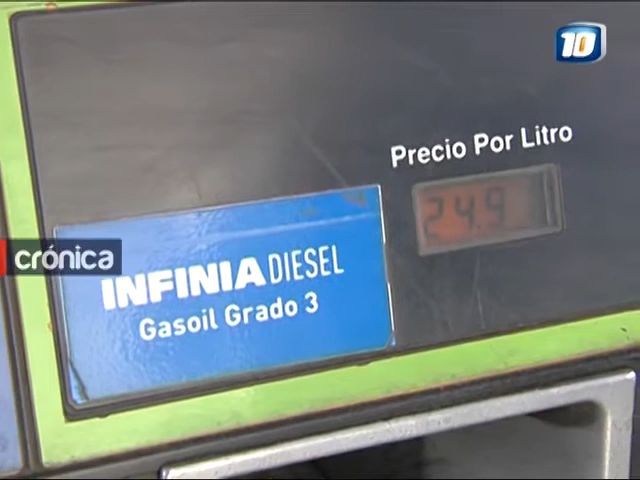 10
Precio Por Litro
24.9
crónica
INFINIA DIESEL
Gasoil Grado 3